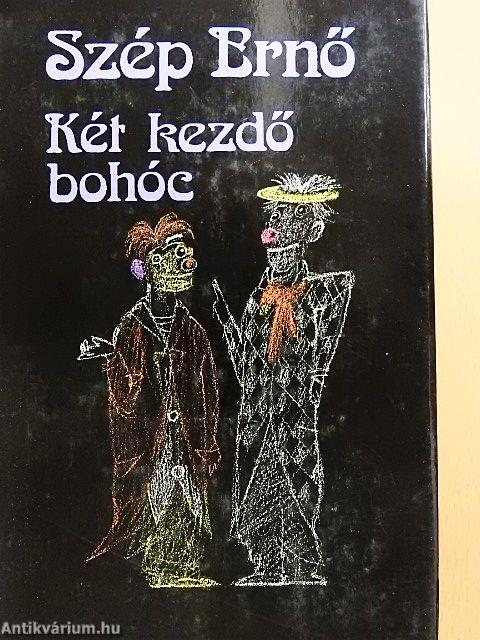 Szép Ernő
Két kezdő
bohóc
Antikvárium.hu